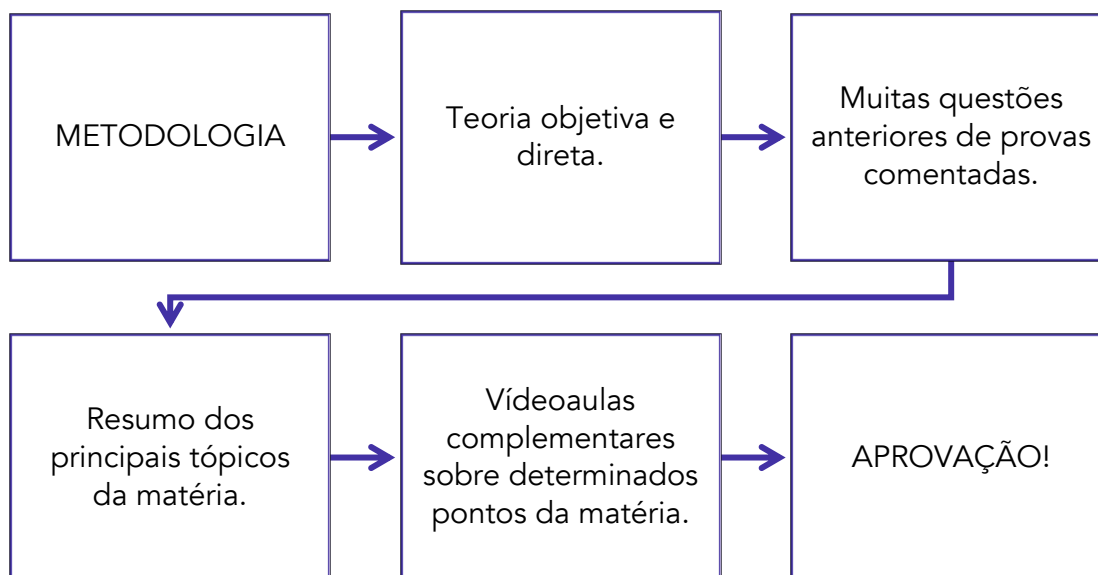 METODOLOGIA
Teoria objetiva e
direta.
Muitas questões
anteriores de provas
comentadas.
Resumo dos
principais tópicos
da matéria.
Vídeoaulas
complementares
sobre determinados
pontos da matéria.
APROVAÇÃO!